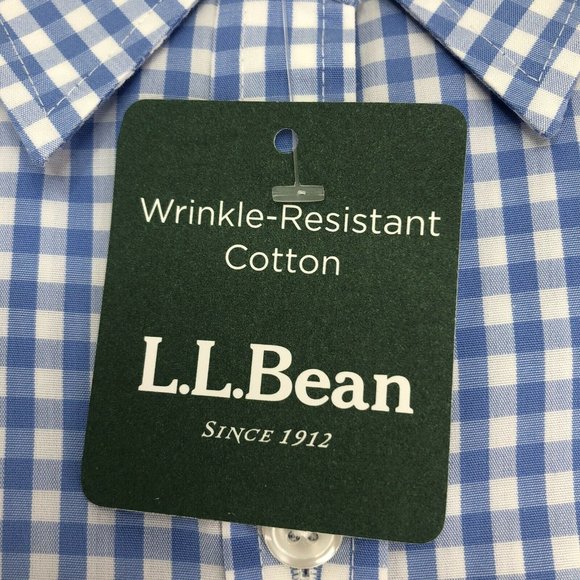 Wrinkle-Resistant
Cotton
L.L.Bean
SINCE 1912